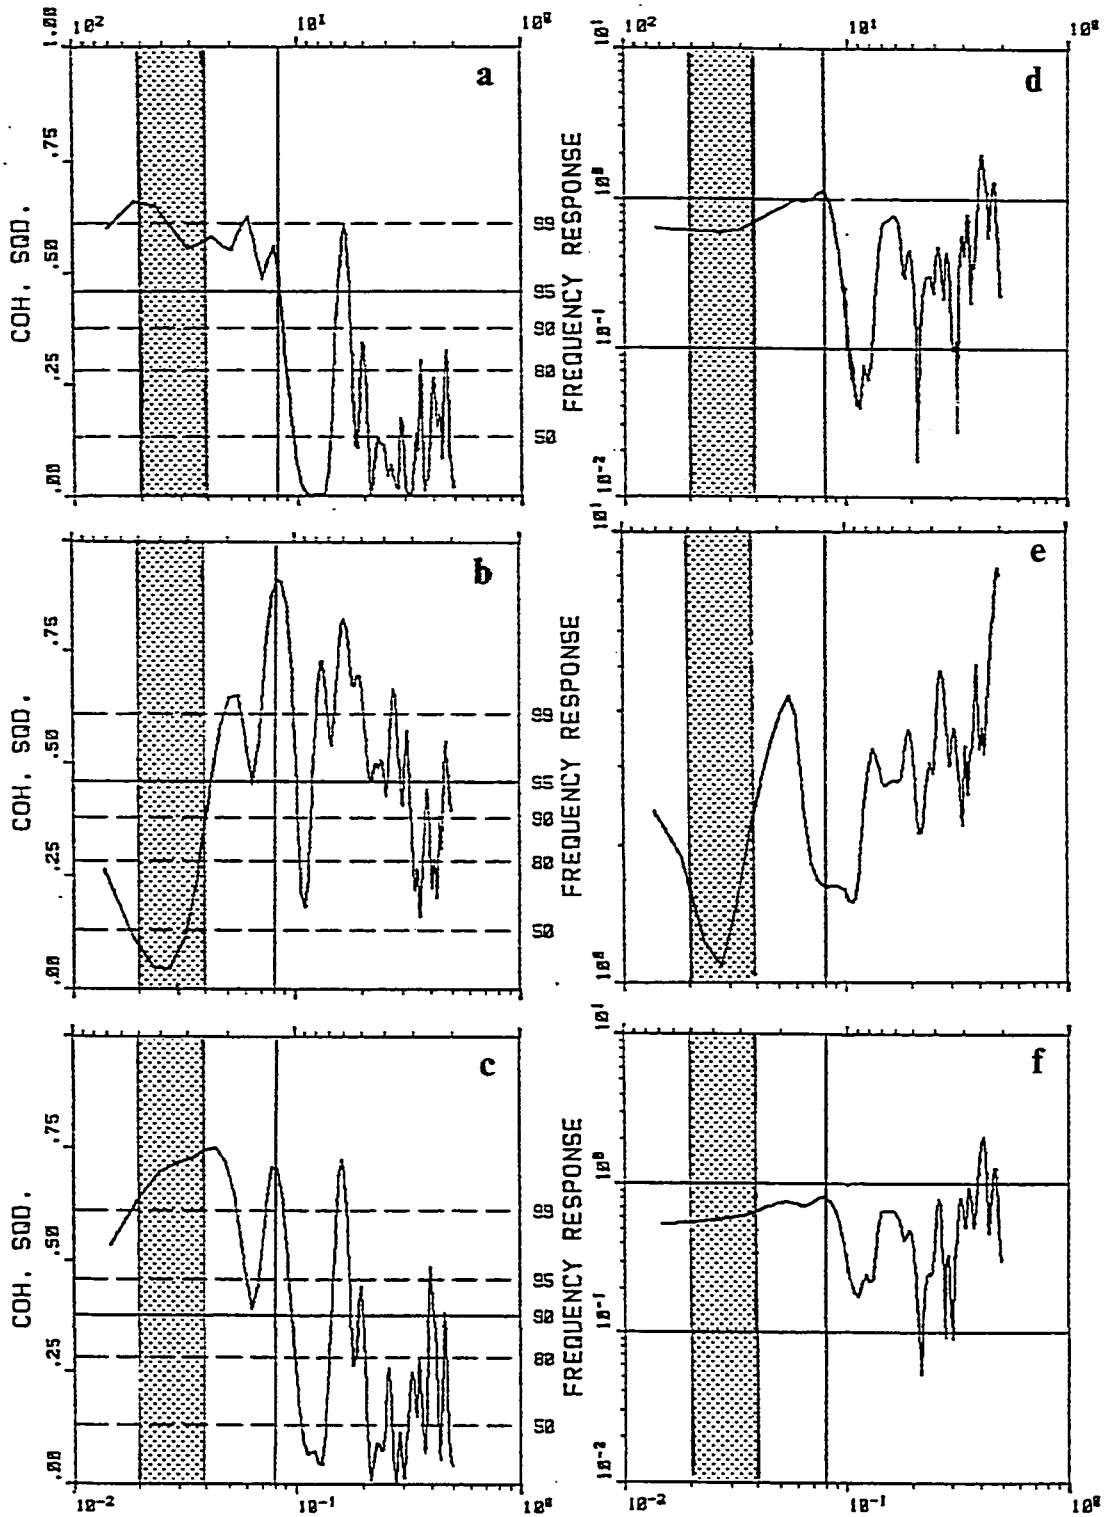 10² 10¹ 10⁰
10² 10¹ 10⁰
a
COH. SQD.
1.00
.75
.50
.25
.00
99
95
90
80
50
d
FREQUENCY RESPONSE
10¹
10⁰
10⁻¹
10⁻²
b
COH. SQD.
.75
.50
.25
.00
99
95
90
80
50
e
FREQUENCY RESPONSE
10¹
10⁰
c
COH. SQD.
.75
.50
.25
.00
99
95
90
80
50
f
FREQUENCY RESPONSE
10¹
10⁰
10⁻¹
10⁻²
10⁻² 10⁻¹ 10⁰
10⁻² 10⁻¹ 10⁰